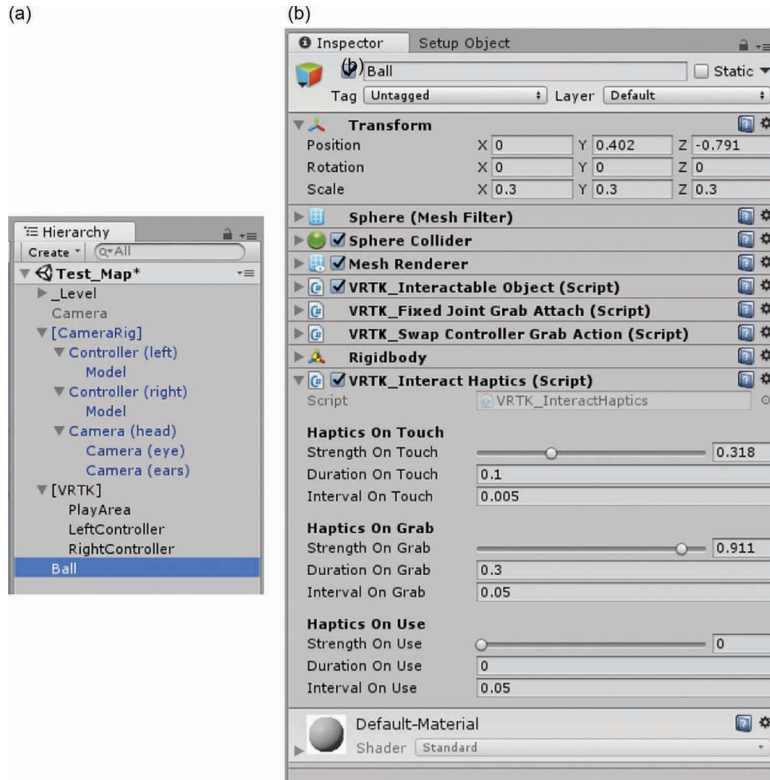 (a)
Hierarchy
Create All
Test_Map*
_Level
Camera
[CameraRig]
Controller (left)
Model
Controller (right)
Model
Camera (head)
Camera (eye)
Camera (ears)
[VRTK]
PlayArea
LeftController
RightController
Ball
(b)
Inspector Setup Object
(b) Ball Static
Tag Untagged Layer Default
Transform
Position X 0 Y 0.402 Z -0.791
Rotation X 0 Y 0 Z 0
Scale X 0.3 Y 0.3 Z 0.3
Sphere (Mesh Filter)
Sphere Collider
Mesh Renderer
VRTK_Interactable Object (Script)
VRTK_Fixed Joint Grab Attach (Script)
VRTK_Swap Controller Grab Action (Script)
Rigidbody
VRTK_Interact Haptics (Script)
Script VRTK_InteractHaptics
Haptics On Touch
Strength On Touch 0.318
Duration On Touch 0.1
Interval On Touch 0.005
Haptics On Grab
Strength On Grab 0.911
Duration On Grab 0.3
Interval On Grab 0.05
Haptics On Use
Strength On Use 0
Duration On Use 0
Interval On Use 0.05
Default-Material
Shader Standard